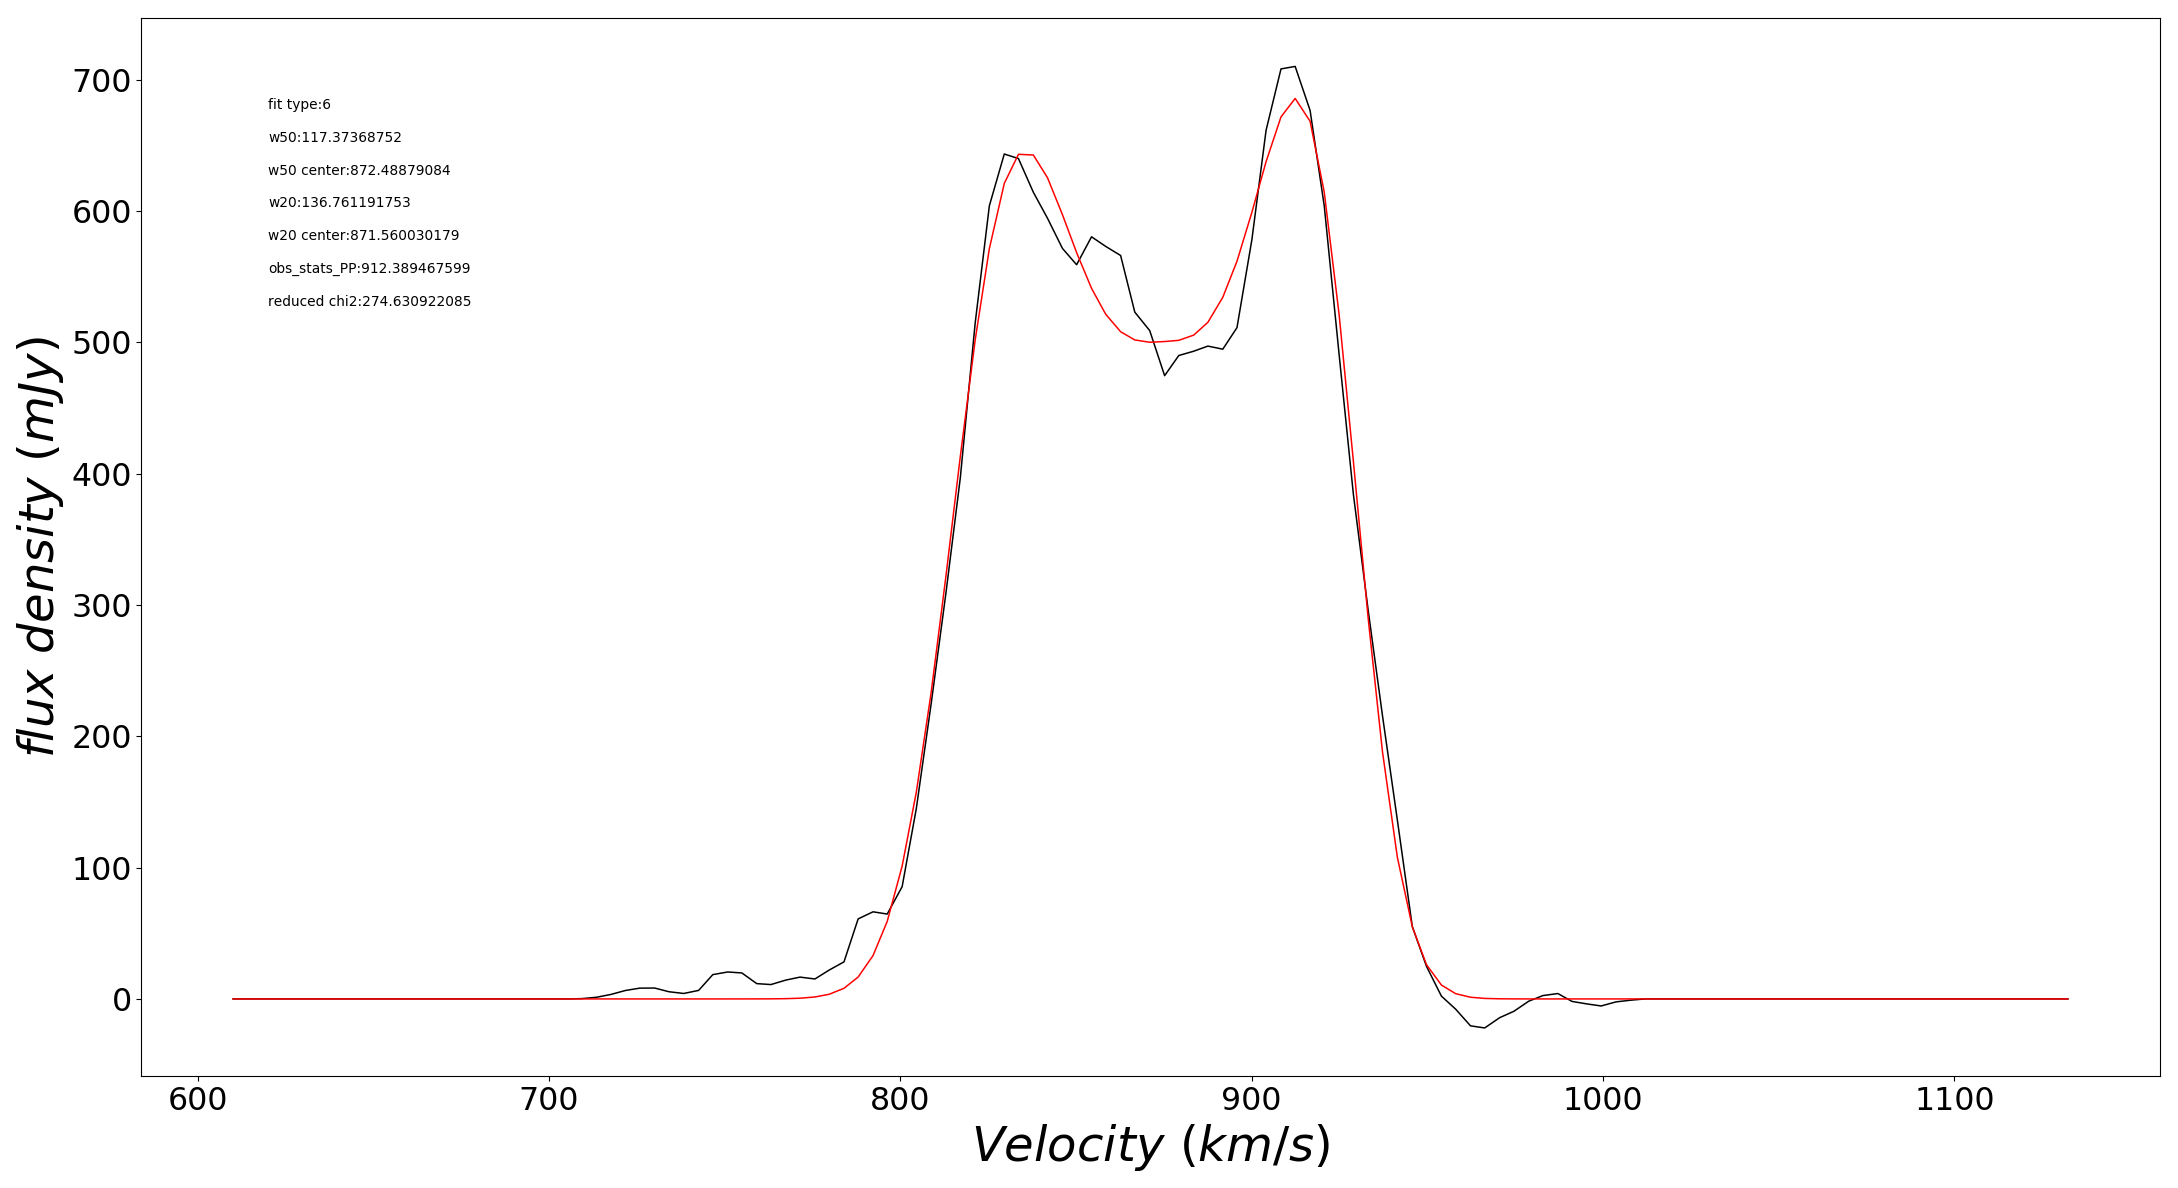 fit type:6
w50:117.37368752
w50 center:872.48879084
w20:136.761191753
w20 center:871.560030179
obs_stats_PP:912.389467599
reduced chi2:274.630922085
flux density (mJy)
700
600
500
400
300
200
100
0
600 700 800 900 1000 1100
Velocity (km/s)